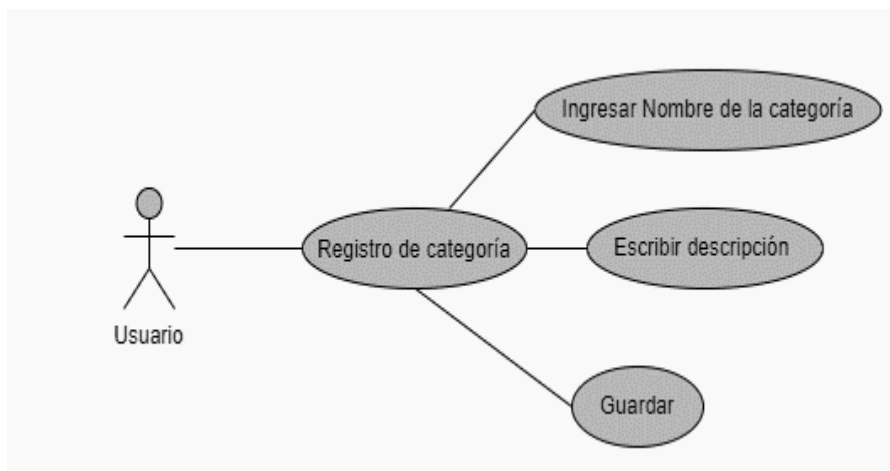 Ingresar Nombre de la categoría
Registro de categoría
Escribir descripción
Usuario
Guardar